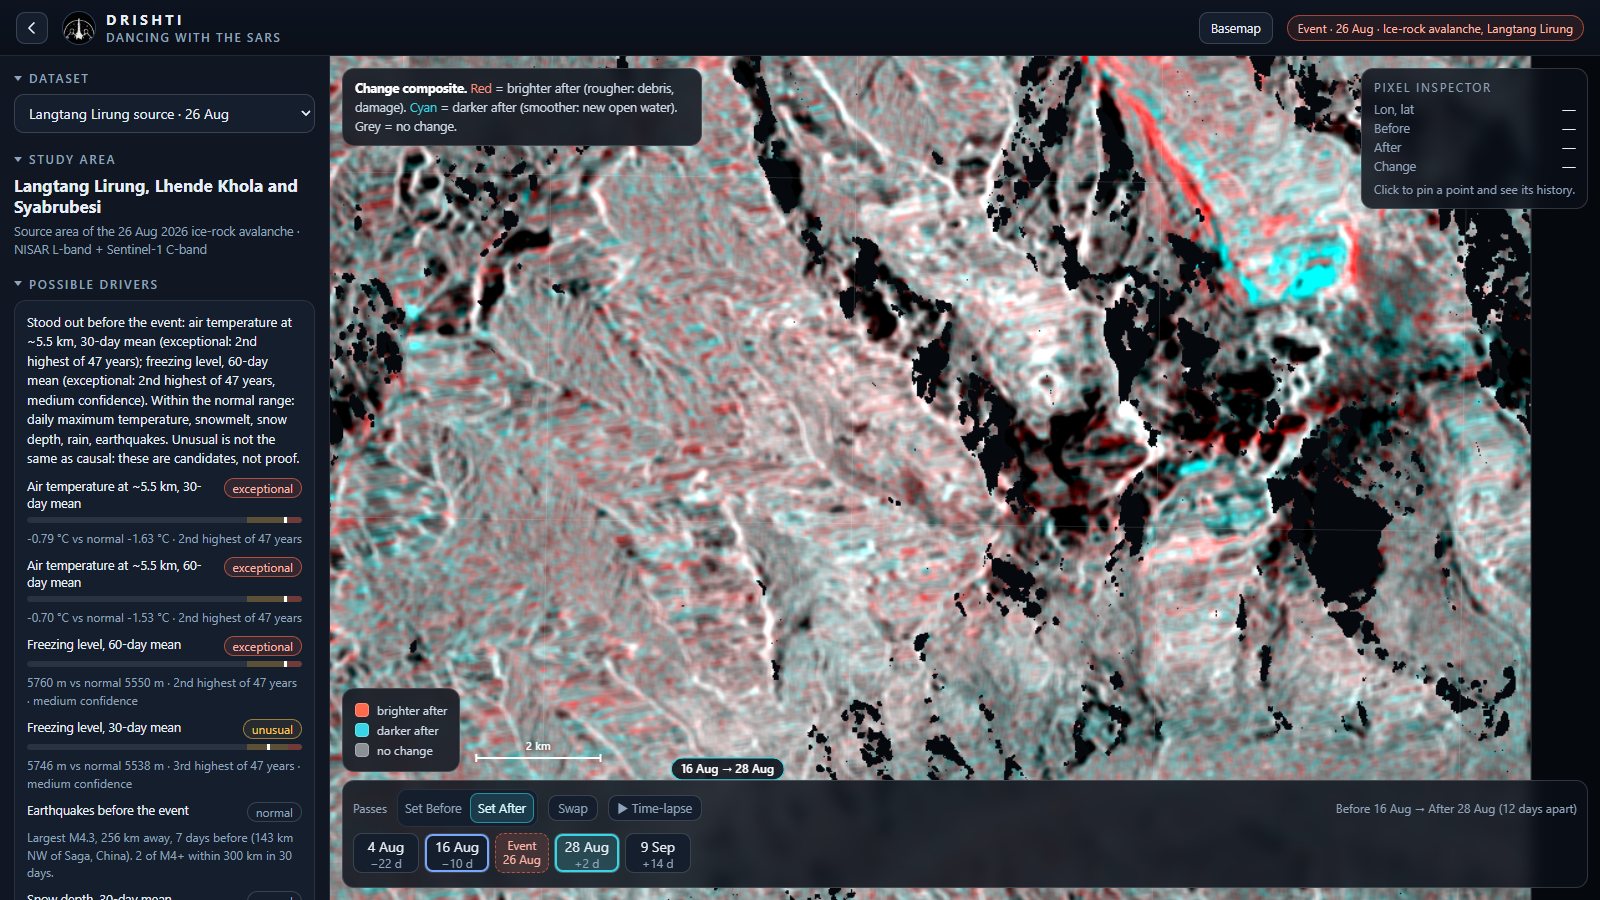 DRISHTI
DANCING WITH THE SARS
Basemap
Event · 26 Aug · Ice-rock avalanche, Langtang Lirung
DATASET
Langtang Lirung source · 26 Aug
STUDY AREA
Langtang Lirung, Lhende Khola and
Syabrubesi
Source area of the 26 Aug 2026 ice-rock avalanche ·
NISAR L-band + Sentinel-1 C-band
POSSIBLE DRIVERS
Stood out before the event: air temperature at
~5.5 km, 30-day mean (exceptional: 2nd
highest of 47 years); freezing level, 60-day
mean (exceptional: 2nd highest of 47 years,
medium confidence). Within the normal range:
daily maximum temperature, snowmelt, snow
depth, rain, earthquakes. Unusual is not the
same as causal: these are candidates, not proof.
Air temperature at ~5.5 km, 30-
day mean
exceptional
-0.79 °C vs normal -1.63 °C · 2nd highest of 47 years
Air temperature at ~5.5 km, 60-
day mean
exceptional
-0.70 °C vs normal -1.53 °C · 2nd highest of 47 years
Freezing level, 60-day mean
exceptional
5760 m vs normal 5550 m · 2nd highest of 47 years
· medium confidence
Freezing level, 30-day mean
unusual
5746 m vs normal 5538 m · 3rd highest of 47 years ·
medium confidence
Earthquakes before the event
normal
Largest M4.3, 256 km away, 7 days before (143 km
NW of Saga, China). 2 of M4+ within 300 km in 30
days.
Snow depth, 30-day mean
Change composite. Red = brighter after (rougher: debris,
damage). Cyan = darker after (smoother: new open water).
Grey = no change.
PIXEL INSPECTOR
Lon, lat —
Before —
After —
Change —
Click to pin a point and see its history.
brighter after
darker after
no change
2 km
16 Aug → 28 Aug
Passes
Set Before
Set After
Swap
▶ Time-lapse
Before 16 Aug → After 28 Aug (12 days apart)
4 Aug
−22 d
16 Aug
−10 d
Event
26 Aug
28 Aug
+2 d
9 Sep
+14 d